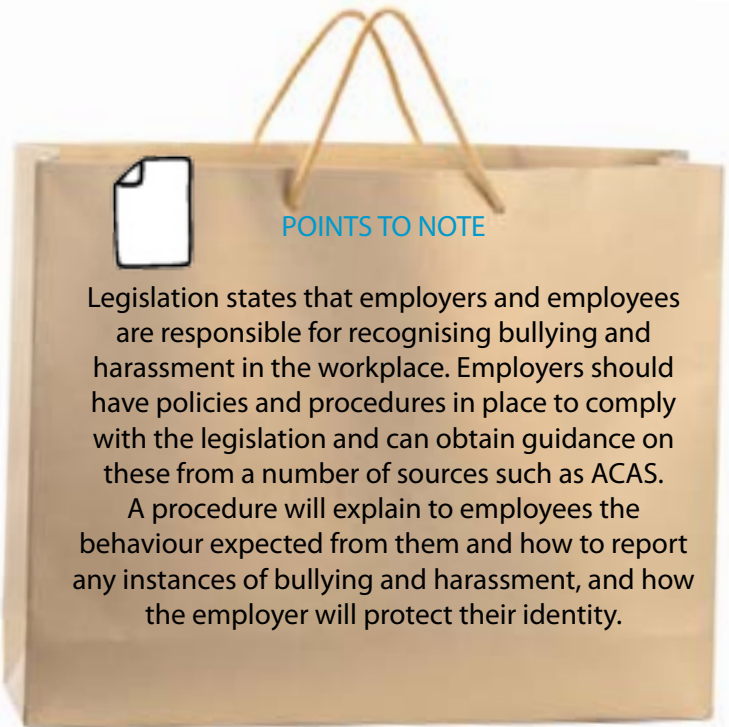 POINTS TO NOTE
Legislation states that employers and employees
are responsible for recognising bullying and
harassment in the workplace. Employers should
have policies and procedures in place to comply
with the legislation and can obtain guidance on
these from a number of sources such as ACAS.
A procedure will explain to employees the
behaviour expected from them and how to report
any instances of bullying and harassment, and how
the employer will protect their identity.